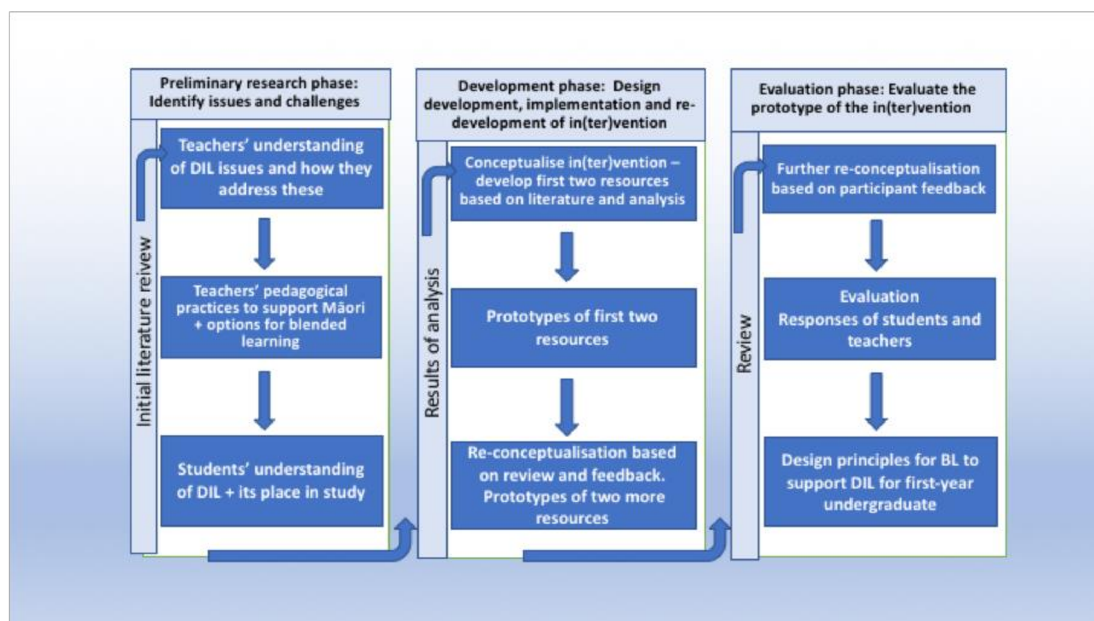 Preliminary research phase:
Identify issues and challenges
Initial literature reivew
Teachers' understanding
of DIL issues and how they
address these
Teachers' pedagogical
practices to support Māori
+ options for blended
learning
Students' understanding
of DIL + its place in study
Development phase: Design
development, implementation and re-
development of in(ter)vention
Results of analysis
Conceptualise in(ter)vention –
develop first two resources
based on literature and analysis
Prototypes of first two
resources
Re-conceptualisation based
on review and feedback.
Prototypes of two more
resources
Evaluation phase: Evaluate the
prototype of the in(ter)vention
Review
Further re-conceptualisation
based on participant feedback
Evaluation
Responses of students and
teachers
Design principles for BL to
support DIL for first-year
undergraduate